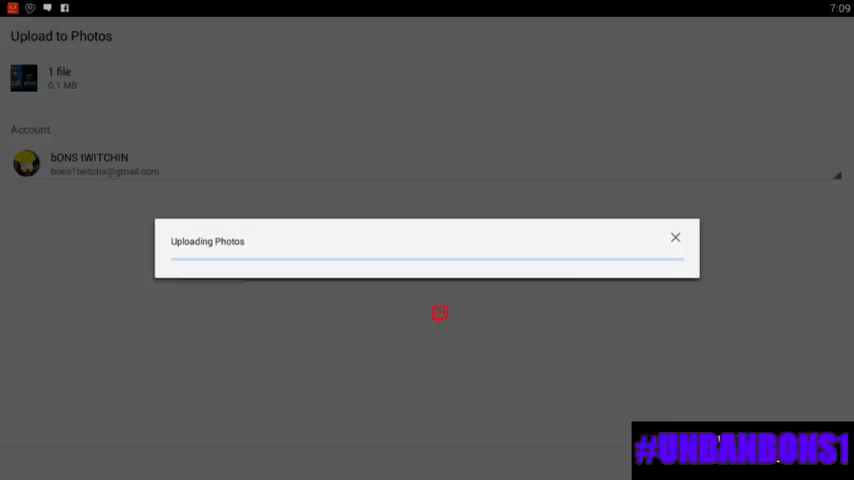 7:09
Upload to Photos
1 file
0.1 MB
Account
bONS tWITCHIN
bons1twitcha@gmail.com
Uploading Photos
#UNBANBONS1